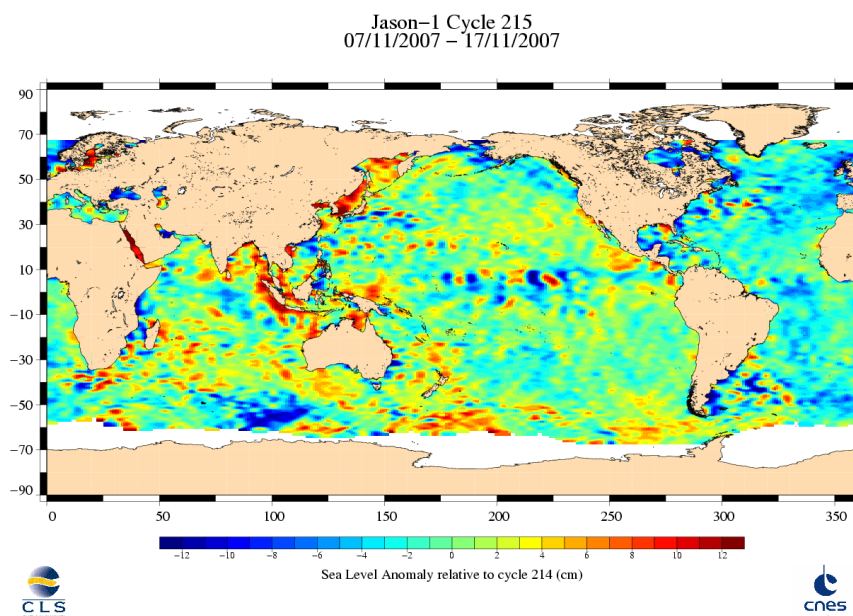 Jason-1 Cycle 215
07/11/2007 − 17/11/2007
90
70
50
30
10
−10
−30
−50
−70
−90
0 50 100 150 200 250 300 350
−12 −10 −8 −6 −4 −2 0 2 4 6 8 10 12
Sea Level Anomaly relative to cycle 214 (cm)
CLS
cnes